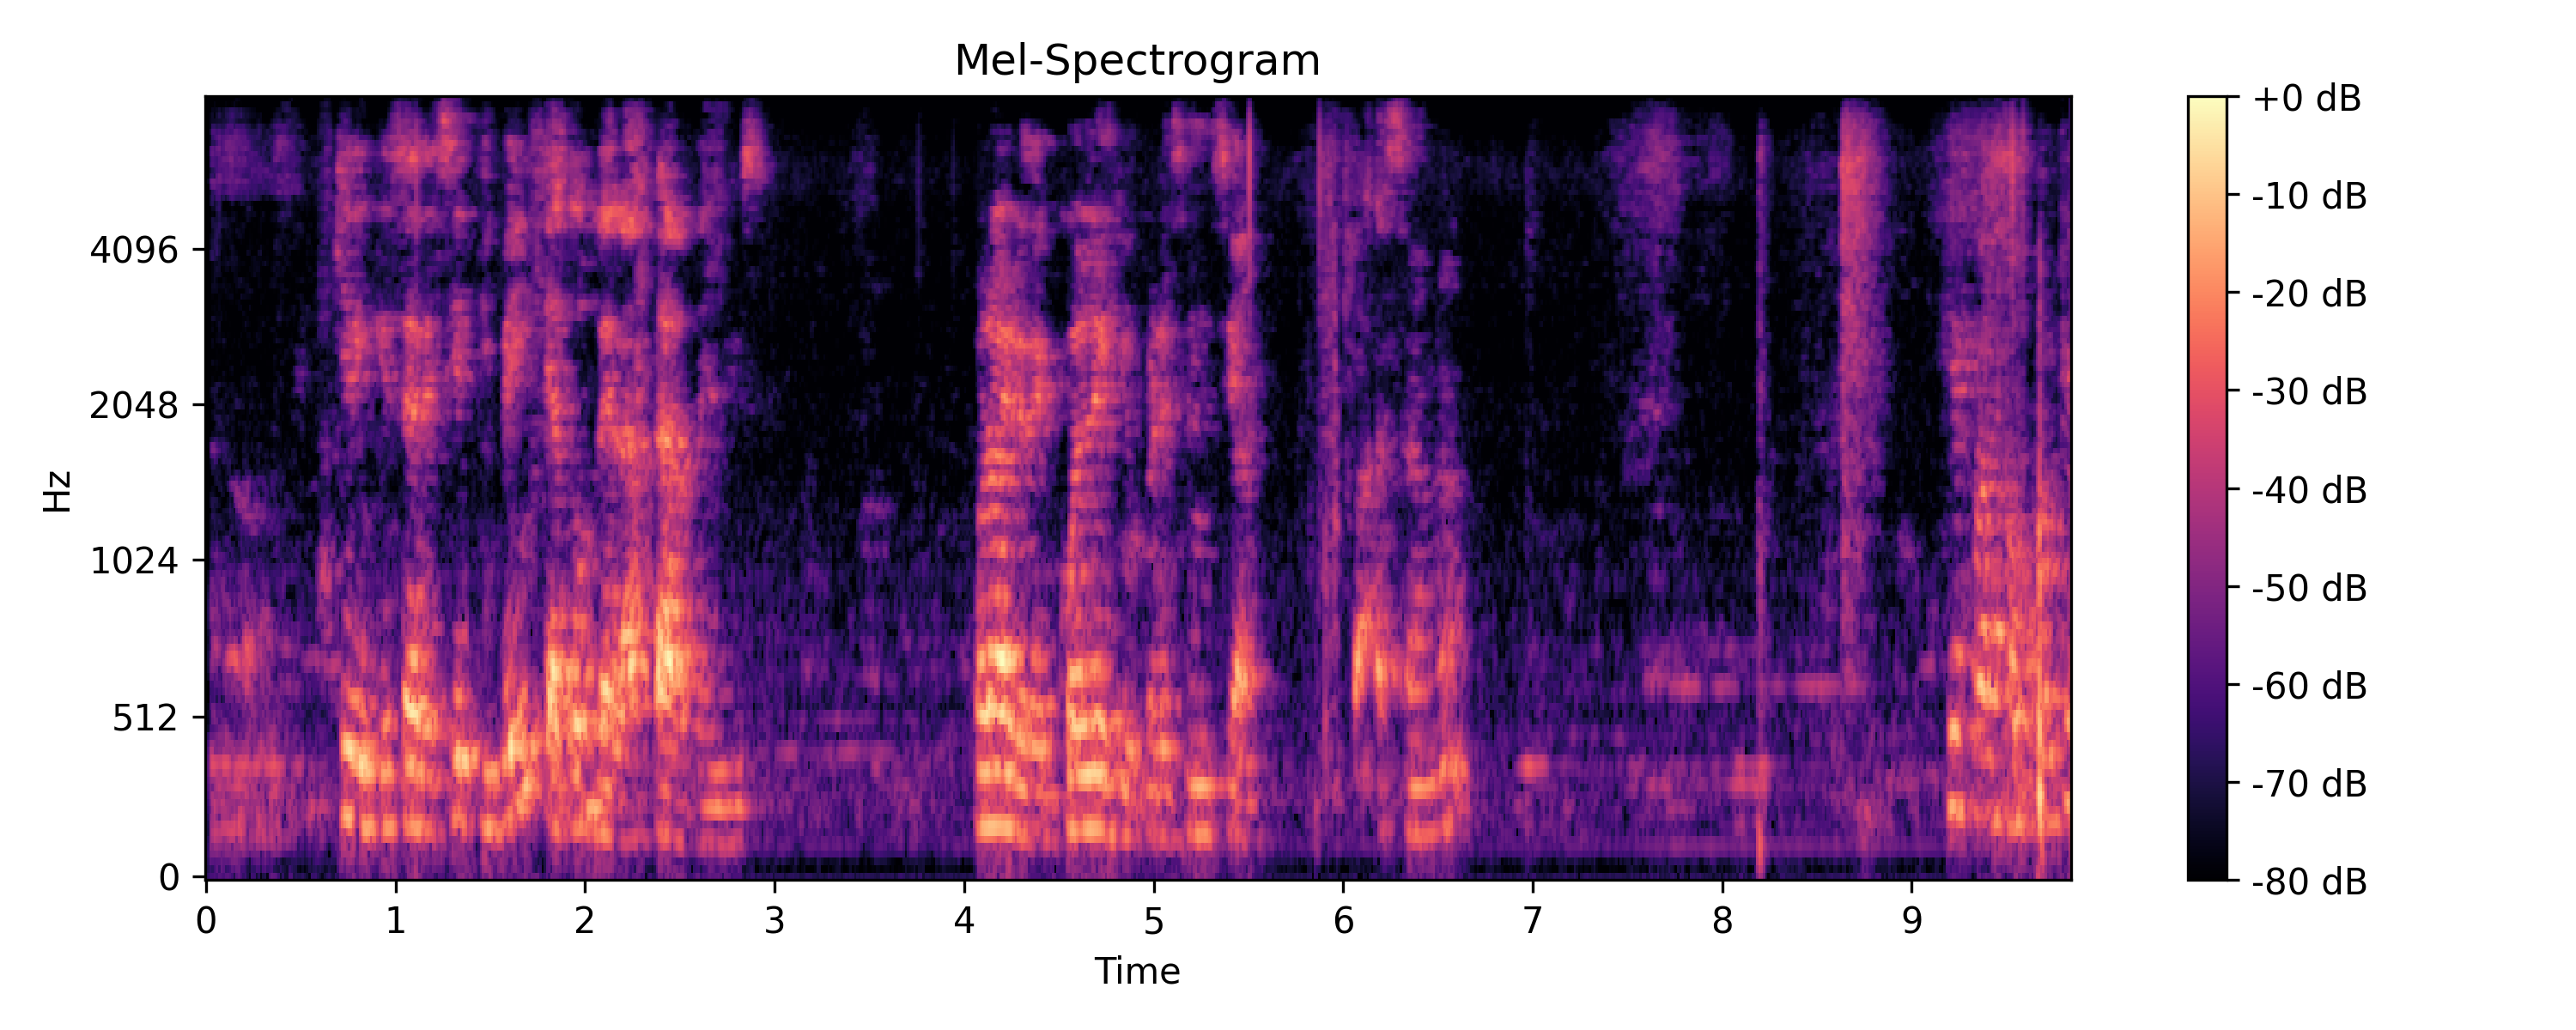 Mel-Spectrogram
+0 dB
-10 dB
-20 dB
-30 dB
-40 dB
-50 dB
-60 dB
-70 dB
-80 dB
Hz
4096
2048
1024
512
0
0 1 2 3 4 5 6 7 8 9
Time